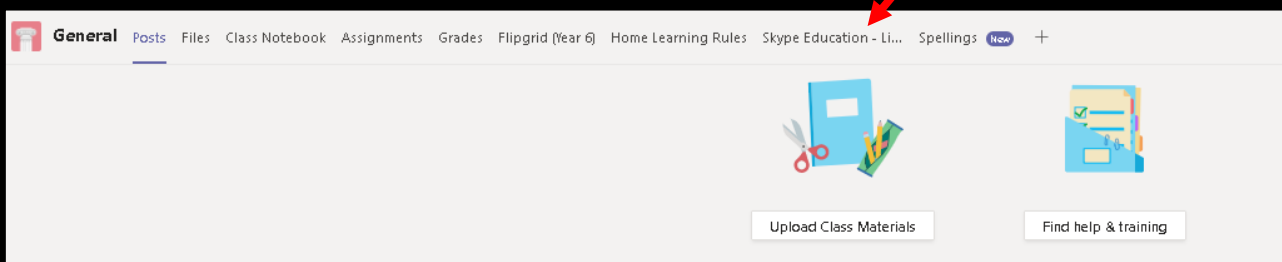 General Posts Files Class Notebook Assignments Grades Flipgrid (Year 6) Home Learning Rules Skype Education - Li... Spellings New +
Upload Class Materials Find help & training